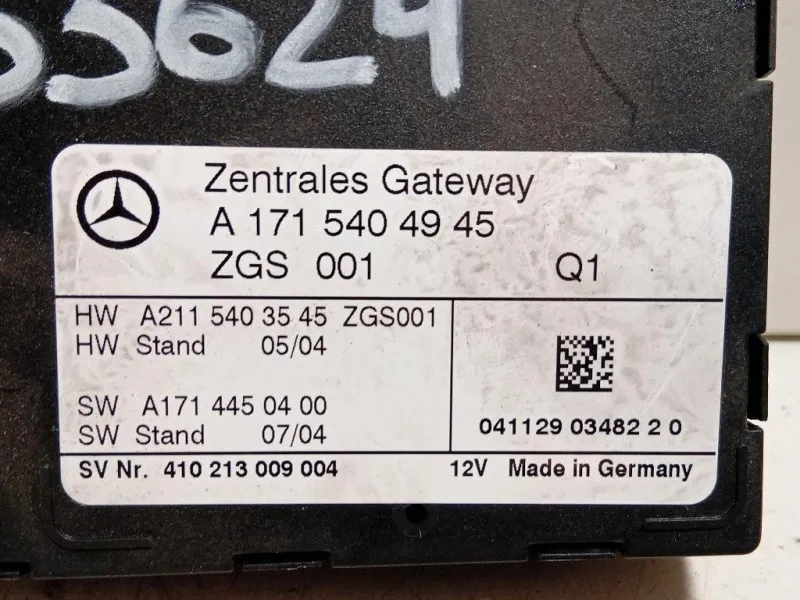 35624
Zentrales Gateway
A 171 540 49 45
ZGS 001 Q1
HW A211 540 35 45 ZGS001
HW Stand 05/04
SW A171 445 04 00
SW Stand 07/04
041129 03482 2 0
SV Nr. 410 213 009 004 12V Made in Germany